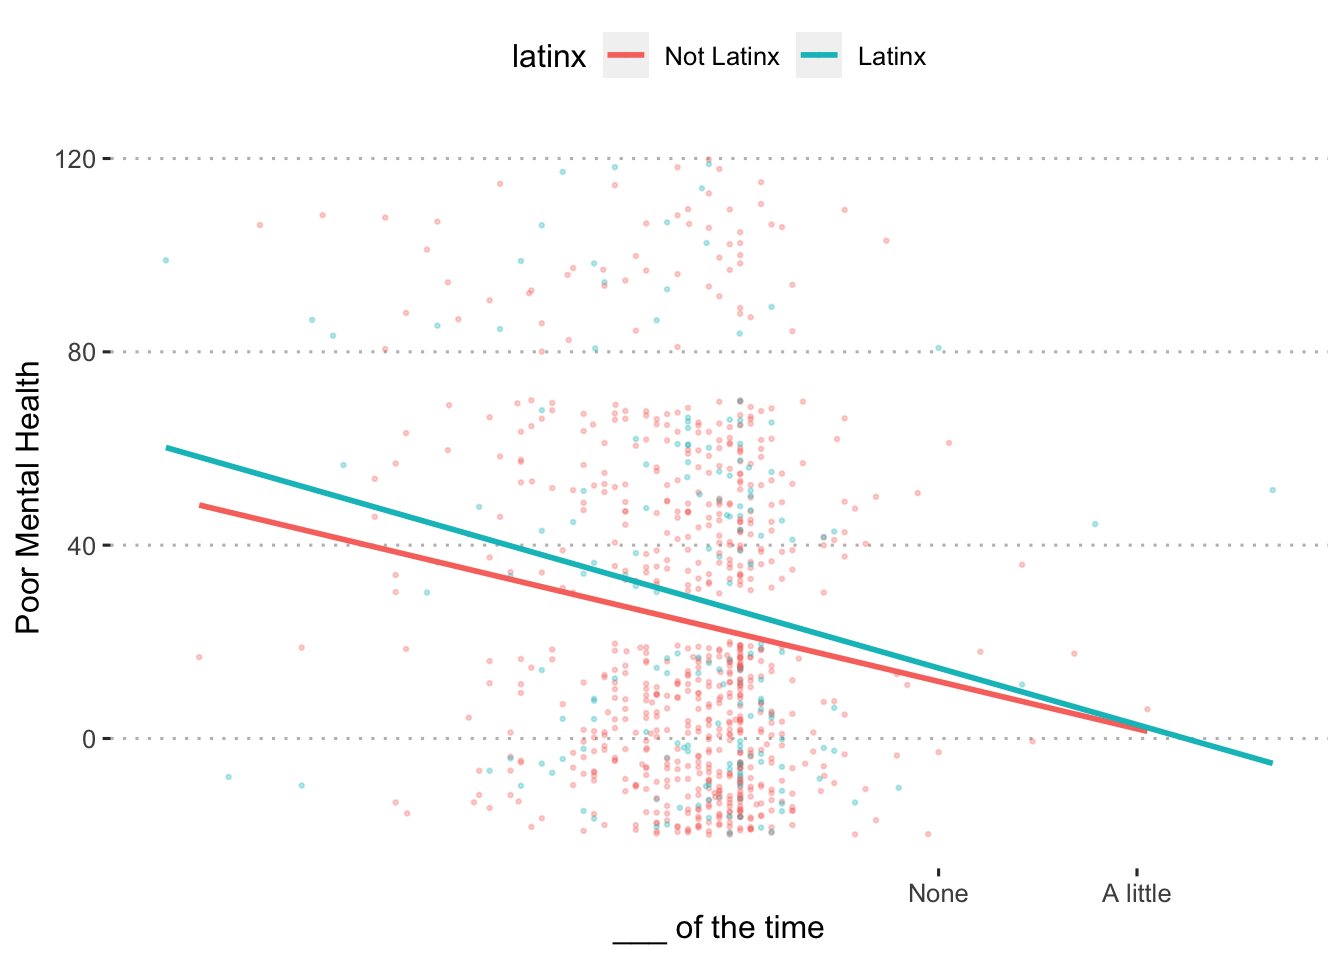 latinx Not Latinx Latinx
120
80
40
0
Poor Mental Health
None A little
___ of the time